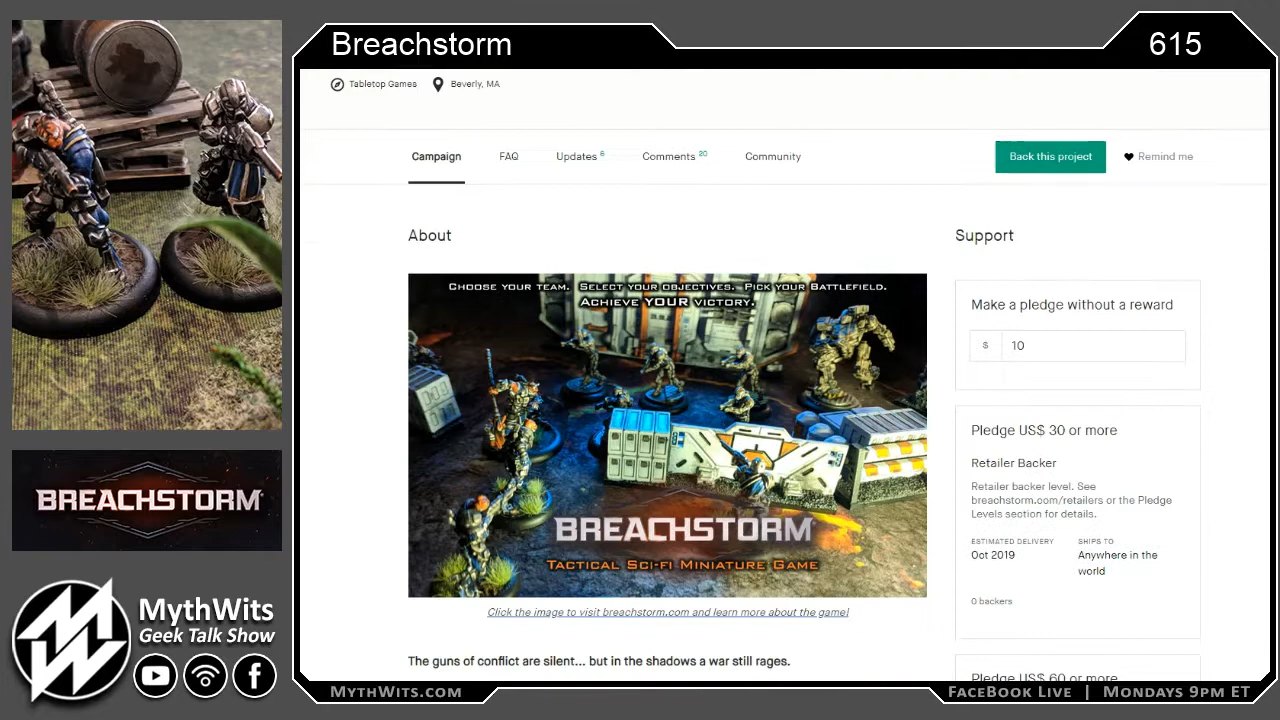 Breachstorm
615
Tabletop Games
Beverly, MA
Campaign
FAQ
Updates 6
Comments 20
Community
Back this project
Remind me
About
Support
CHOOSE YOUR TEAM. SELECT YOUR OBJECTIVES. PICK YOUR BATTLEFIELD.
ACHIEVE YOUR VICTORY.
BREACHSTORM
TACTICAL SCI-FI MINIATURE GAME
Click the image to visit breachstorm.com and learn more about the game!
The guns of conflict are silent... but in the shadows a war still rages.
Make a pledge without a reward
$ 10
Pledge US$ 30 or more
Retailer Backer
Retailer backer level. See
breachstorm.com/retailers or the Pledge
Levels section for details.
ESTIMATED DELIVERY
Oct 2019
SHIPS TO
Anywhere in the
world
0 backers
Pledge US$ 60 or more
BREACHSTORM
MythWits
Geek Talk Show
MYTHWITS.COM
FACEBOOK LIVE | MONDAYS 9PM ET